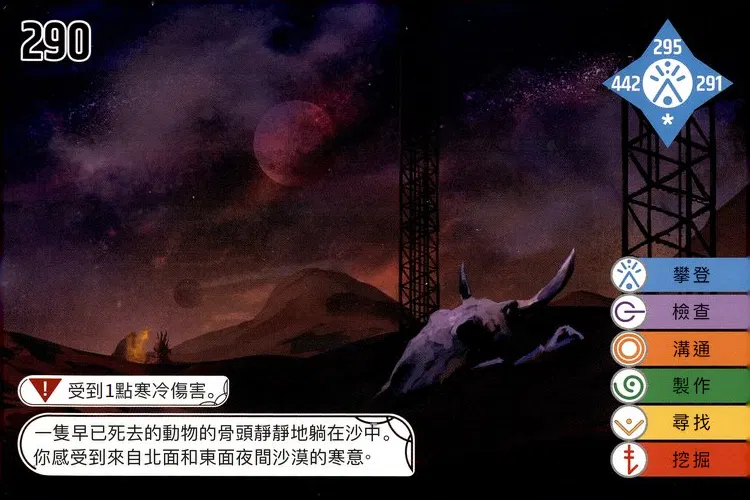 290
295
442
291
*
攀登
檢查
溝通
製作
尋找
挖掘
! 受到1點寒冷傷害。
一隻早已死去的動物的骨頭靜靜地躺在沙中。
你感受到來自北面和東面夜間沙漠的寒意。